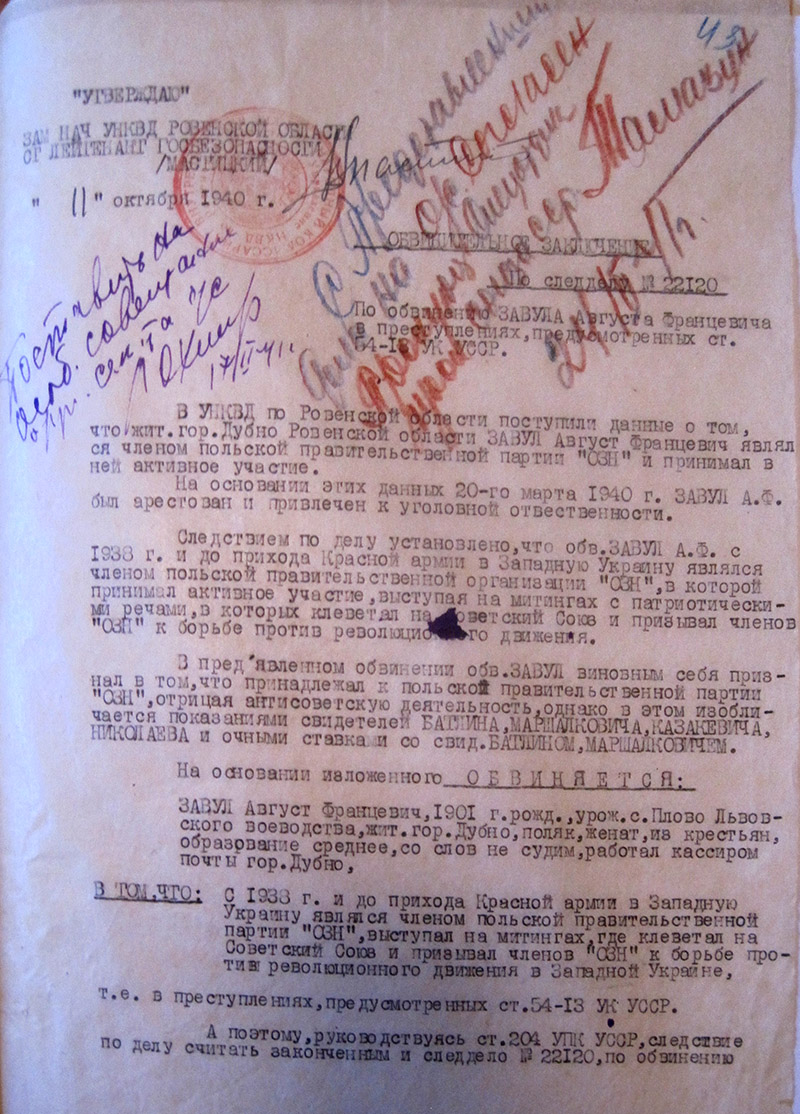 43
"УТВЕРЖДАЮ"
ЗАМ НАЧ УНКВД РОВЕНСКОЙ ОБЛАСТИ
СТ ЛЕЙТЕНАНТ ГОСБЕЗОПАСНОСТИ
/МАСТИЦКИЙ/
" 11 " октября 1940 г.
Поставить на
особ. совещание
17/II-41 г.
С
согласен
ОБВИНИТЕЛЬНОЕ ЗАКЛЮЧЕНИЕ
По следделу № 22120
По обвинению ЗАВУЛА Августа Францевича
в преступлениях,предусмотренных ст.
54-13 УК УССР.
В УНКВД по Ровенской области поступили данные о том,
что жит.гор.Дубно Ровенской области ЗАВУЛ Август Францевич являл
ся членом польской правительственной партии "ОЗН" и принимал в
ней активное участие.
На основании этих данных 20-го марта 1940 г. ЗАВУЛ А.Ф.
был арестован и привлечен к уголовной отвественности.
Следствием по делу установлено,что обв.ЗАВУЛ А.Ф. с
1938 г. и до прихода Красной армии в Западную Украину являлся
членом польской правительственной организации "ОЗН",в которой
принимал активное участие,выступая на митингах с патриотически-
ми речами,в которых клеветал на Советский Союз и призывал членов
"ОЗН" к борьбе против революционного движения.
В пред'явленном обвинении обв.ЗАВУЛ виновным себя приз-
нал в том,что принадлежал к польской правительственной партии
"ОЗН",отрицая антисоветскую деятельность,однако в этом изобли-
чается показаниями свидетелей БАТЛИНА,МАРШАЛКОВИЧА,КАЗАКЕВИЧА,
НИКОЛАЕВА и очными ставками со свид.БАТЛИНОМ,МАРШАЛКОВИЧЕМ.
На основании изложенного О Б В И Н Я Е Т С Я:
ЗАВУЛ Август Францевич,1901 г.рожд.,урож.с.Плово Львов-
ского воеводства,жит.гор.Дубно,поляк,женат,из крестьян,
образование среднее,со слов не судим,работал кассиром
почты гор.Дубно,
В ТОМ,ЧТО: С 1938 г. и до прихода Красной армии в Западную
Украину являлся членом польской правительственной
партии "ОЗН",выступал на митингах,где клеветал на
Советский Союз и призывал членов "ОЗН" к борьбе про-
тив революционного движения в Западной Украине,
т.е. в преступлениях,предусмотренных ст.54-13 УК УССР.
А поэтому,руководствуясь ст.204 УПК УССР,следствие
по делу считать законченным и следдело № 22120,по обвинению